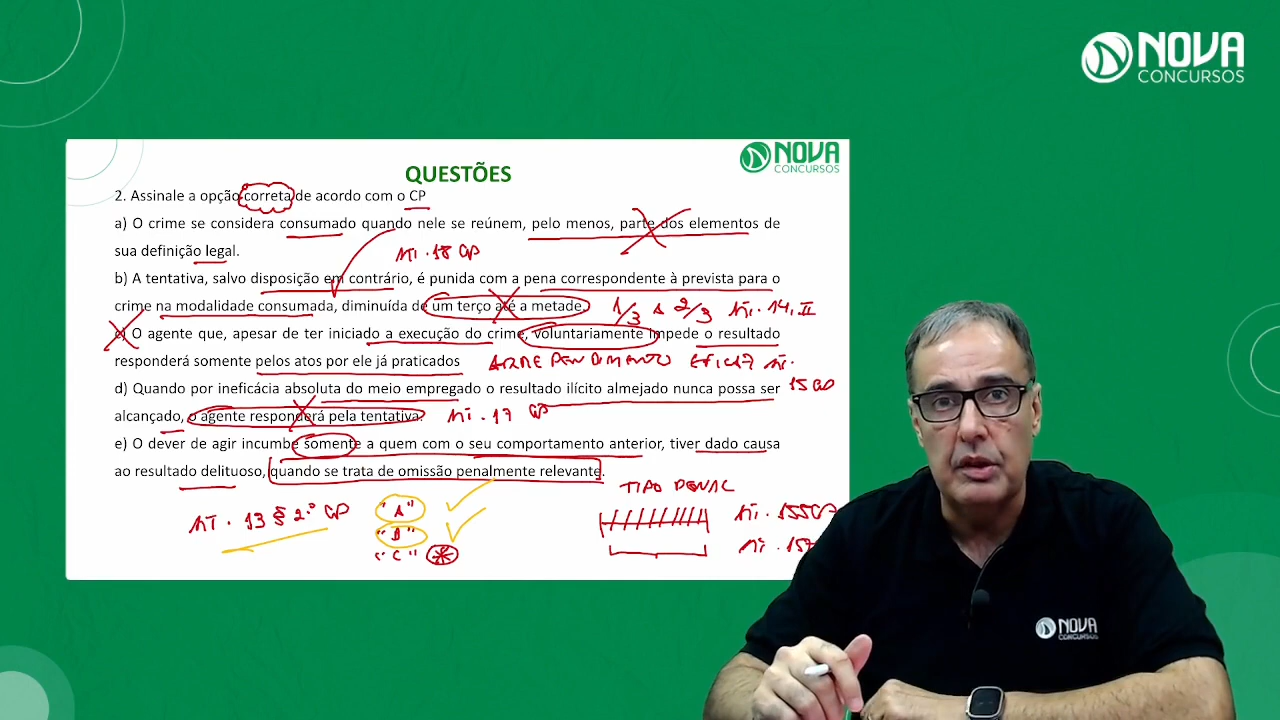 NOVA
CONCURSOS
NOVA
CONCURSOS
QUESTÕES
2. Assinale a opção correta de acordo com o CP
a) O crime se considera consumado quando nele se reúnem, pelo menos, parte dos elementos de
sua definição legal.
Art. 18 CP
b) A tentativa, salvo disposição em contrário, é punida com a pena correspondente à prevista para o
crime na modalidade consumada, diminuída de um terço até a metade. 1/3 A 2/3 Art. 14, II
c) O agente que, apesar de ter iniciado a execução do crime, voluntariamente impede o resultado
responderá somente pelos atos por ele já praticados ARREPENDIMENTO EFICAZ Art.
15 CP
d) Quando por ineficácia absoluta do meio empregado o resultado ilícito almejado nunca possa ser
alcançado, o agente responderá pela tentativa. Art. 17 CP
e) O dever de agir incumbe somente a quem com o seu comportamento anterior, tiver dado causa
ao resultado delituoso, quando se trata de omissão penalmente relevante.
TIPO PENAL
Art. 13 § 2º CP
"A"
"B"
"C"
Art. 155 CP
Art.
NOVA
CONCURSOS